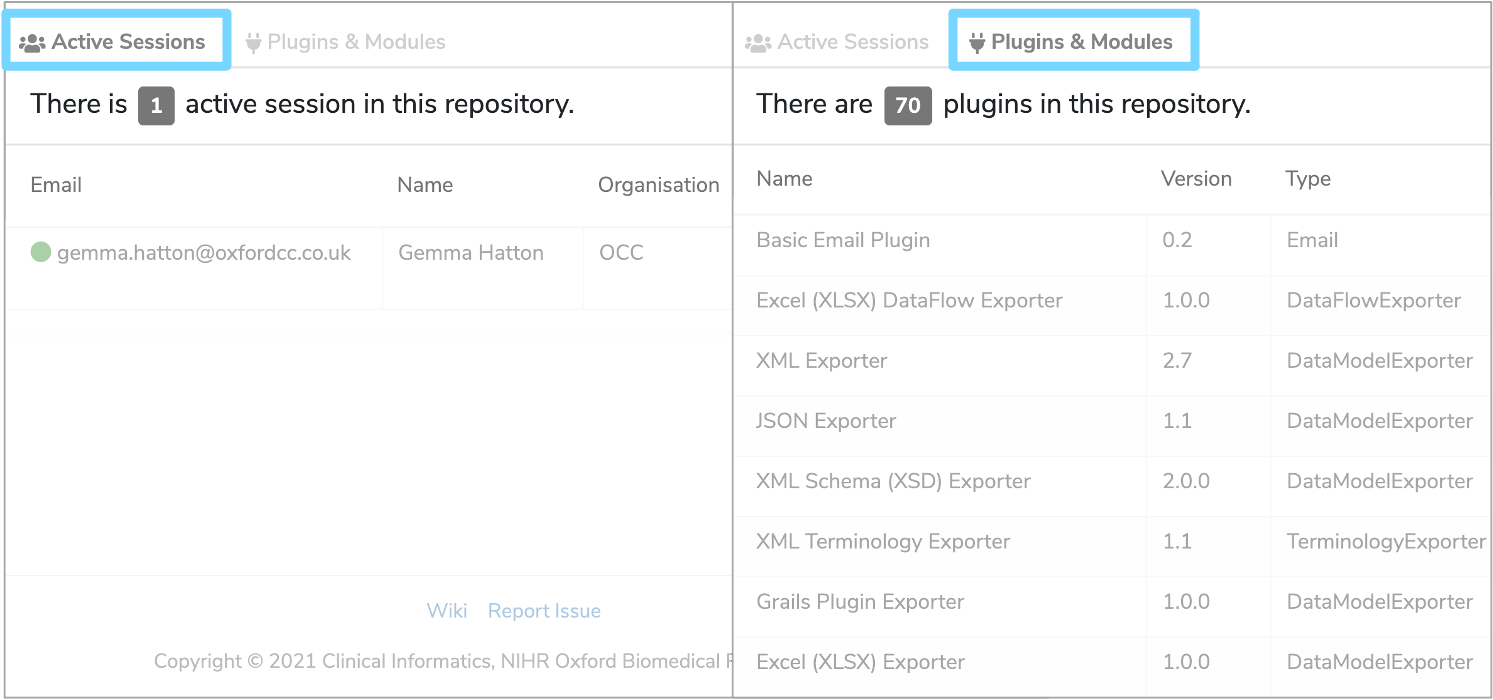 Active Sessions Plugins & Modules
There is 1 active session in this repository.
Email Name Organisation
gemma.hatton@oxfordcc.co.uk Gemma Hatton OCC
Wiki Report Issue
Copyright © 2021 Clinical Informatics, NIHR Oxford Biomedical
Active Sessions Plugins & Modules
There are 70 plugins in this repository.
Name Version Type
Basic Email Plugin 0.2 Email
Excel (XLSX) DataFlow Exporter 1.0.0 DataFlowExporter
XML Exporter 2.7 DataModelExporter
JSON Exporter 1.1 DataModelExporter
XML Schema (XSD) Exporter 2.0.0 DataModelExporter
XML Terminology Exporter 1.1 TerminologyExporter
Grails Plugin Exporter 1.0.0 DataModelExporter
Excel (XLSX) Exporter 1.0.0 DataModelExporter